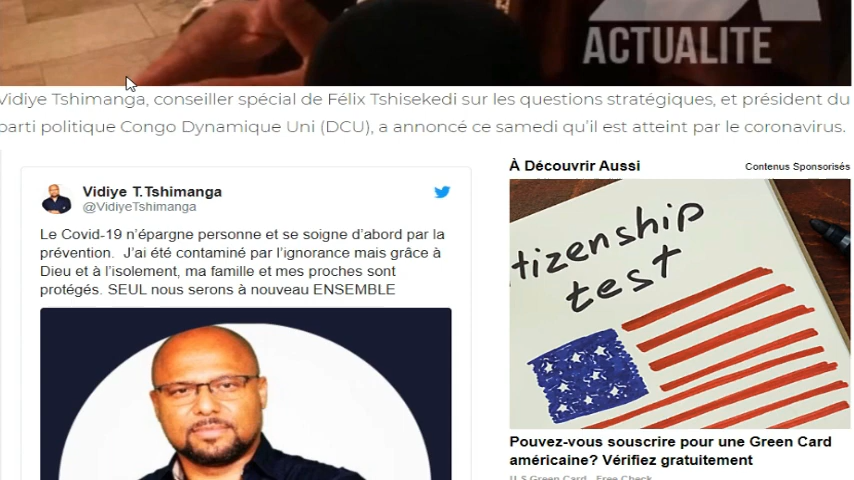 ACTUALITE
Vidiye Tshimanga, conseiller spécial de Félix Tshisekedi sur les questions stratégiques, et président du
parti politique Congo Dynamique Uni (DCU), a annoncé ce samedi qu'il est atteint par le coronavirus.
Vidiye T.Tshimanga
@VidiyeTshimanga
Le Covid-19 n'épargne personne et se soigne d'abord par la
prévention. J'ai été contaminé par l'ignorance mais grâce à
Dieu et à l'isolement, ma famille et mes proches sont
protégés. SEUL nous serons à nouveau ENSEMBLE
À Découvrir Aussi
Contenus Sponsorisés
tizenship
test
Pouvez-vous souscrire pour une Green Card
américaine? Vérifiez gratuitement
U.S Green Card - Free Check